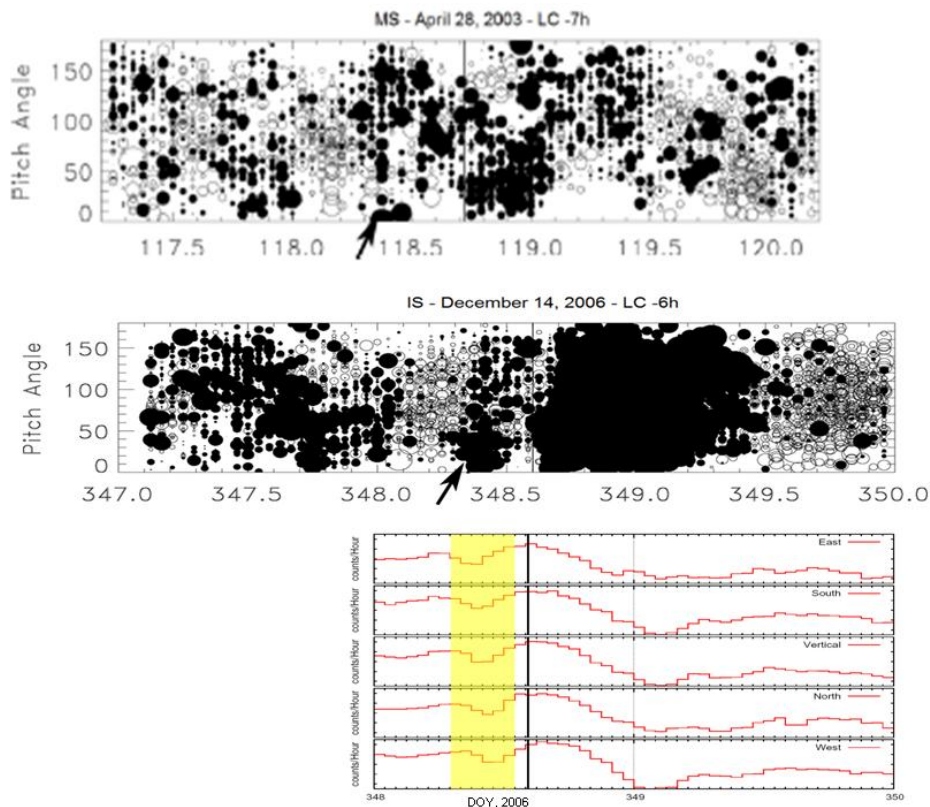 MS - April 28, 2003 - LC -7h
Pitch Angle
150
100
50
0
117.5 118.0 118.5 119.0 119.5 120.0
IS - December 14, 2006 - LC -6h
Pitch Angle
150
100
50
0
347.0 347.5 348.0 348.5 349.0 349.5 350.0
counts/Hour
East
counts/Hour
South
counts/Hour
Vertical
counts/Hour
North
counts/Hour
West
348 349 350
DOY, 2006